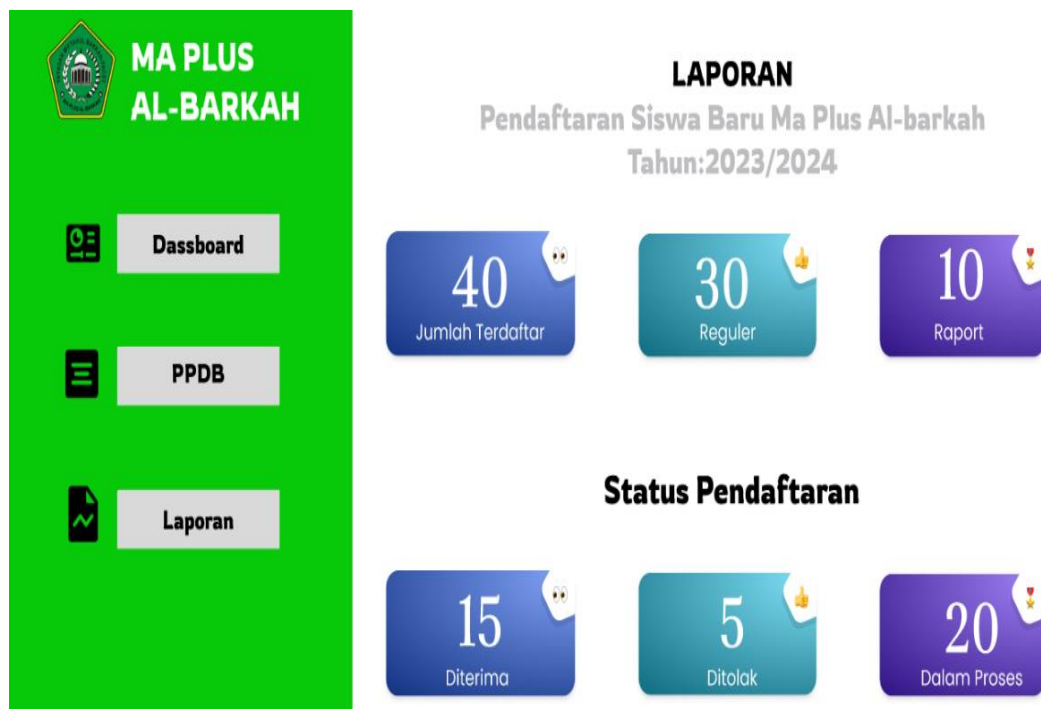 MA PLUS
AL-BARKAH
Dassboard
PPDB
Laporan
LAPORAN
Pendaftaran Siswa Baru Ma Plus Al-barkah
Tahun:2023/2024
40
Jumlah Terdaftar
30
Reguler
10
Raport
Status Pendaftaran
15
Diterima
5
Ditolak
20
Dalam Proses